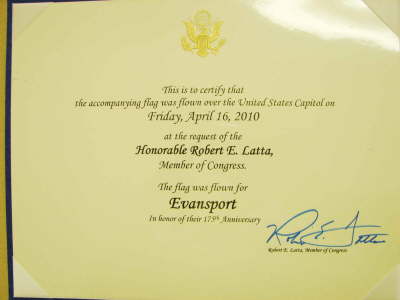 This is to certify that
the accompanying flag was flown over the United States Capitol on
Friday, April 16, 2010
at the request of the
Honorable Robert E. Latta,
Member of Congress.
The flag was flown for
Evansport
In honor of their 175th Anniversary
Robert E. Latta
Robert E. Latta, Member of Congress